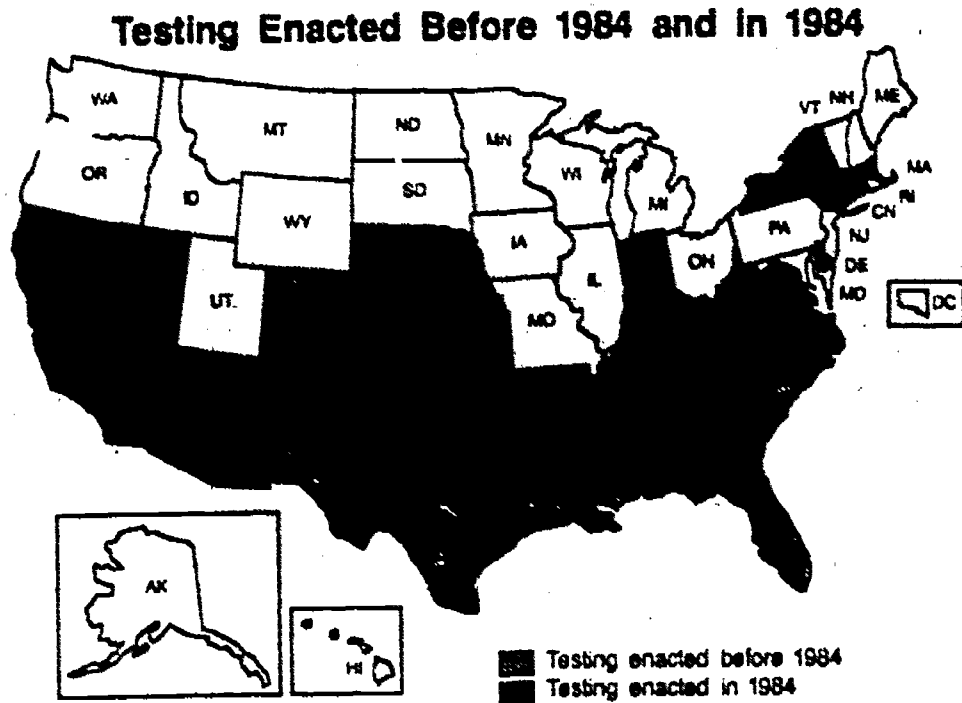 Testing Enacted Before 1984 and in 1984
WA
MT
ND
MN
VT
NH
ME
OR
ID
SD
WI
MI
MA
RI
WY
CN
IA
PA
NJ
UT.
IL
OH
DE
MO
MD
DC
AK
HI
Testing enacted before 1984
Testing enacted in 1984